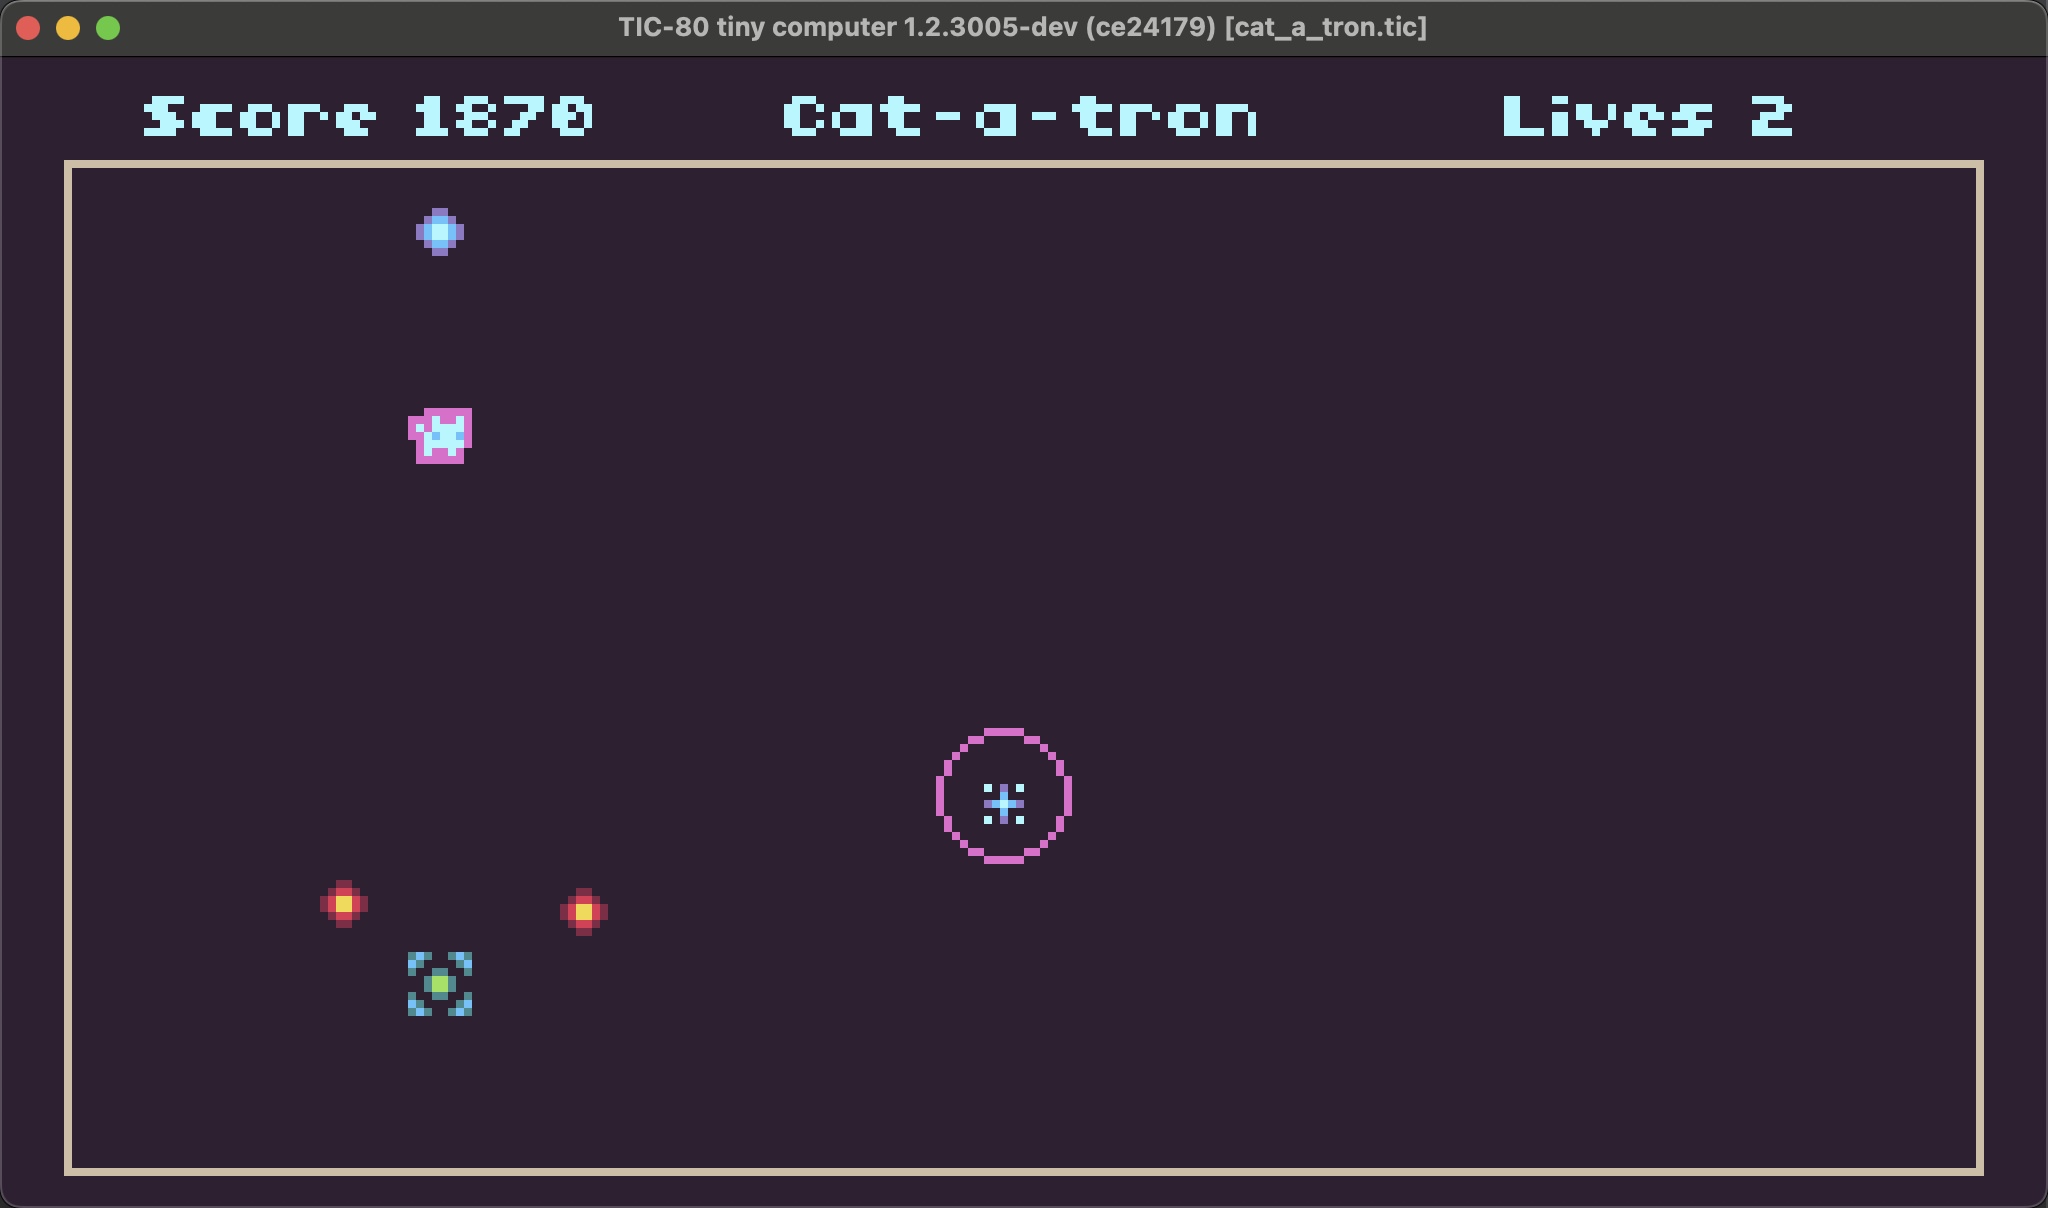 TIC-80 tiny computer 1.2.3005-dev (ce24179) [cat_a_tron.tic]
Score 1870 Cat-a-tron Lives 2